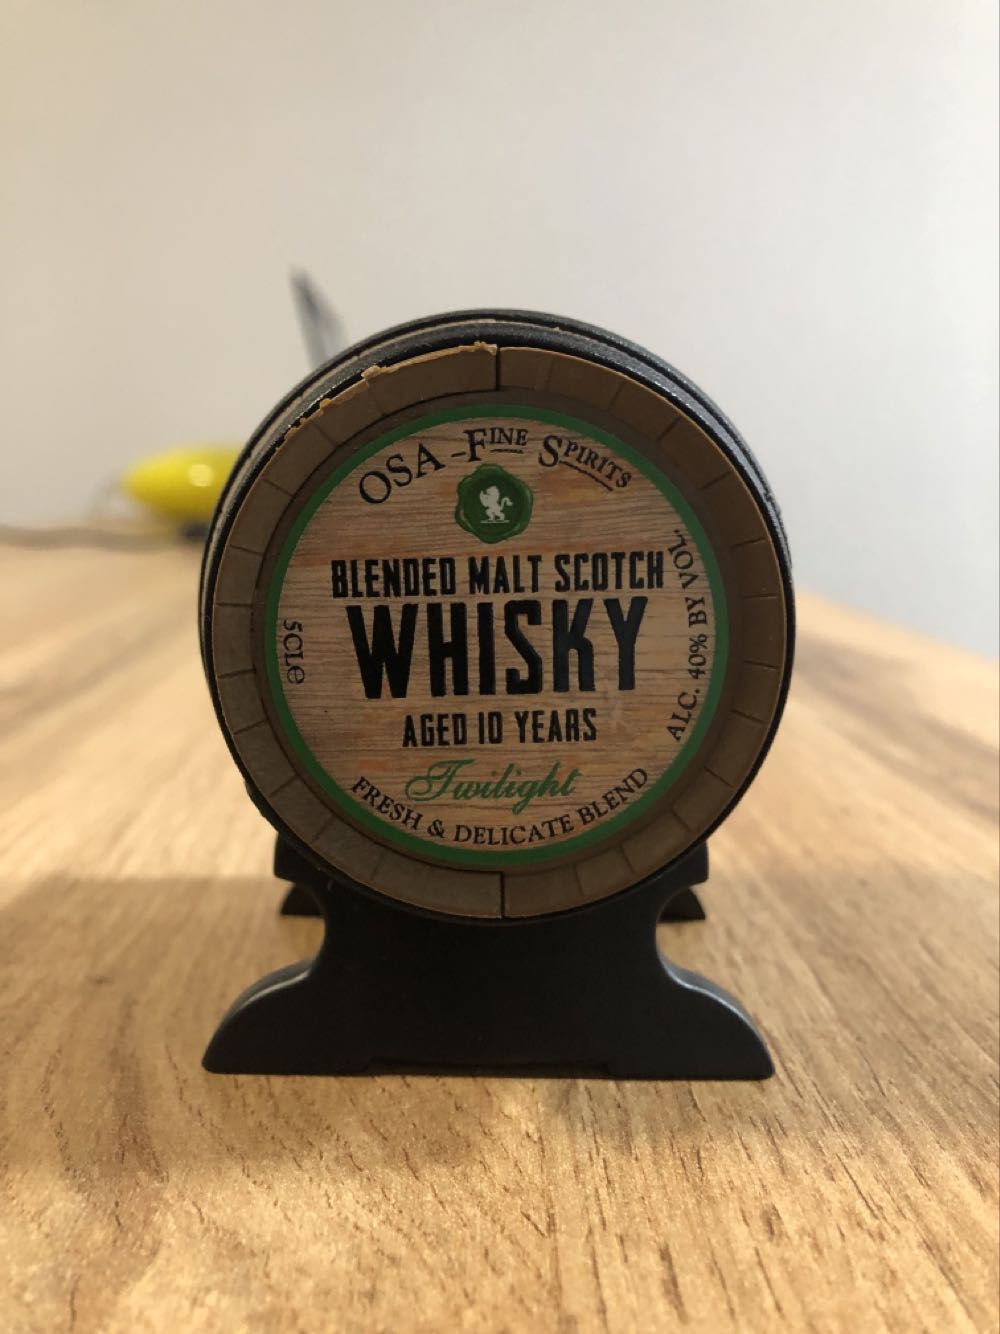 OSA - FINE SPIRITS
BLENDED MALT SCOTCH
WHISKY
AGED 10 YEARS
Twilight
FRESH & DELICATE BLEND
5CLe
ALC. 40% BY VOL.